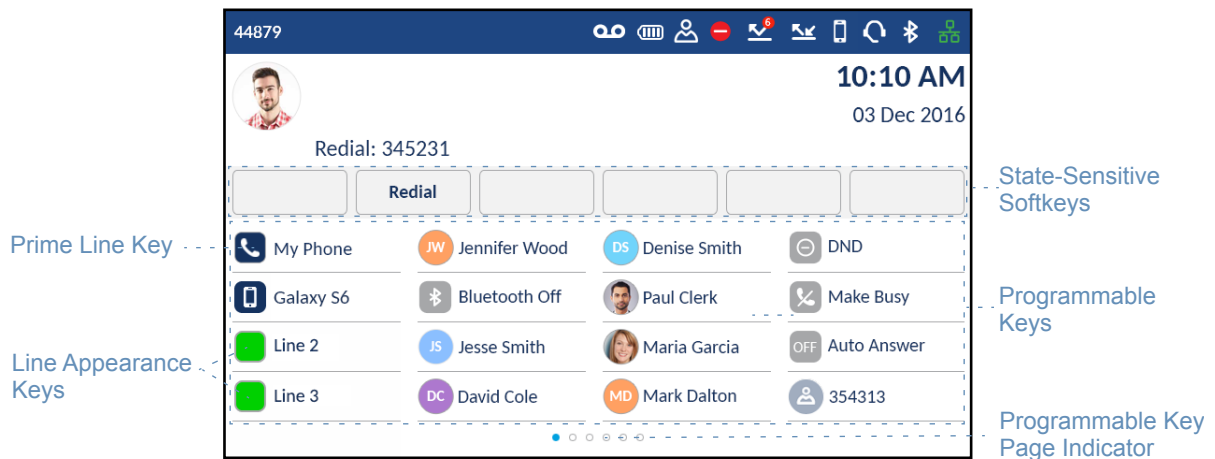 44879
6
10:10 AM
03 Dec 2016
Redial: 345231
Redial
State-Sensitive
Softkeys
Prime Line Key
My Phone
JW Jennifer Wood
DS Denise Smith
DND
Galaxy S6
Bluetooth Off
Paul Clerk
Make Busy
Programmable
Keys
Line Appearance
Keys
Line 2
JS Jesse Smith
Maria Garcia
OFF Auto Answer
Line 3
DC David Cole
MD Mark Dalton
354313
Programmable Key
Page Indicator